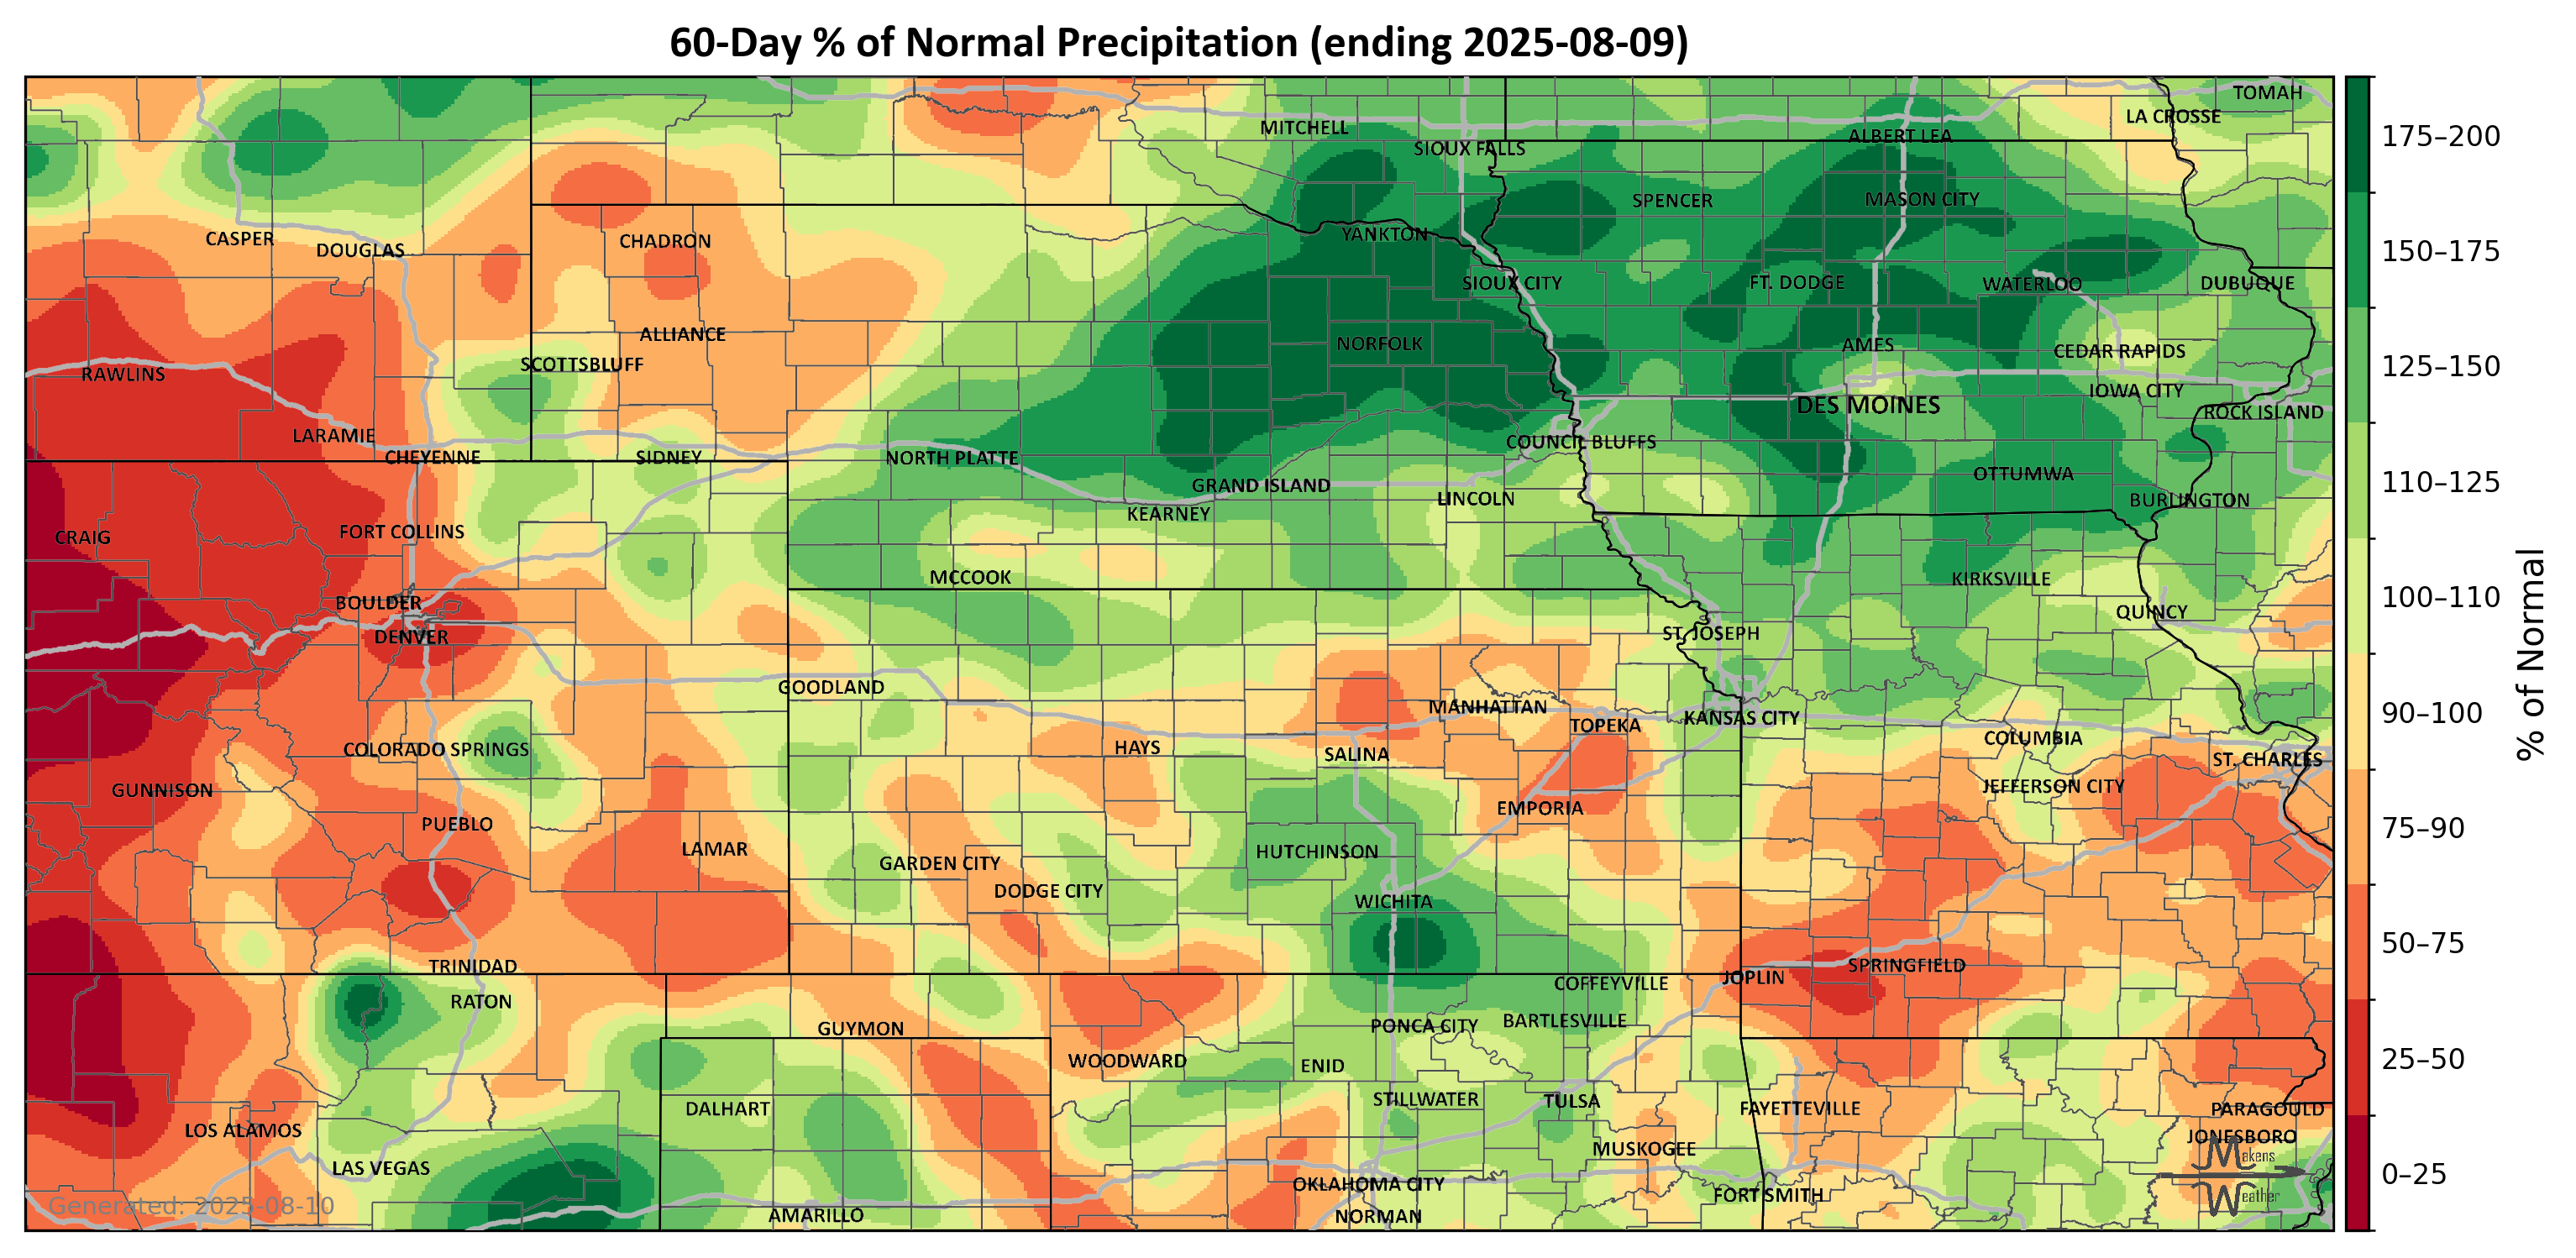 60-Day % of Normal Precipitation (ending 2025-08-09)
TOMAH
LA CROSSE
MITCHELL
ALBERT LEA
SIOUX FALLS
SPENCER
MASON CITY
YANKTON
CASPER
CHADRON
DOUGLAS
SIOUX CITY
FT. DODGE
WATERLOO
DUBUQUE
ALLIANCE
NORFOLK
AMES
CEDAR RAPIDS
SCOTTSBLUFF
RAWLINS
IOWA CITY
DES MOINES
ROCK ISLAND
LARAMIE
COUNCIL BLUFFS
CHEYENNE
SIDNEY
NORTH PLATTE
OTTUMWA
GRAND ISLAND
LINCOLN
BURLINGTON
KEARNEY
FORT COLLINS
CRAIG
MCCOOK
KIRKSVILLE
BOULDER
QUINCY
DENVER
ST. JOSEPH
GOODLAND
MANHATTAN
KANSAS CITY
TOPEKA
COLUMBIA
COLORADO SPRINGS
HAYS
SALINA
ST. CHARLES
GUNNISON
JEFFERSON CITY
EMPORIA
PUEBLO
LAMAR
HUTCHINSON
GARDEN CITY
DODGE CITY
WICHITA
TRINIDAD
SPRINGFIELD
JOPLIN
COFFEYVILLE
RATON
BARTLESVILLE
PONCA CITY
GUYMON
WOODWARD
ENID
STILLWATER
TULSA
DALHART
FAYETTEVILLE
PARAGOULD
LOS ALAMOS
JONESBORO
MUSKOGEE
LAS VEGAS
OKLAHOMA CITY
FORT SMITH
AMARILLO
NORMAN
Generated: 2025-08-10
Makens
Weather
175–200
150–175
125–150
110–125
100–110
90–100
75–90
50–75
25–50
0–25
% of Normal